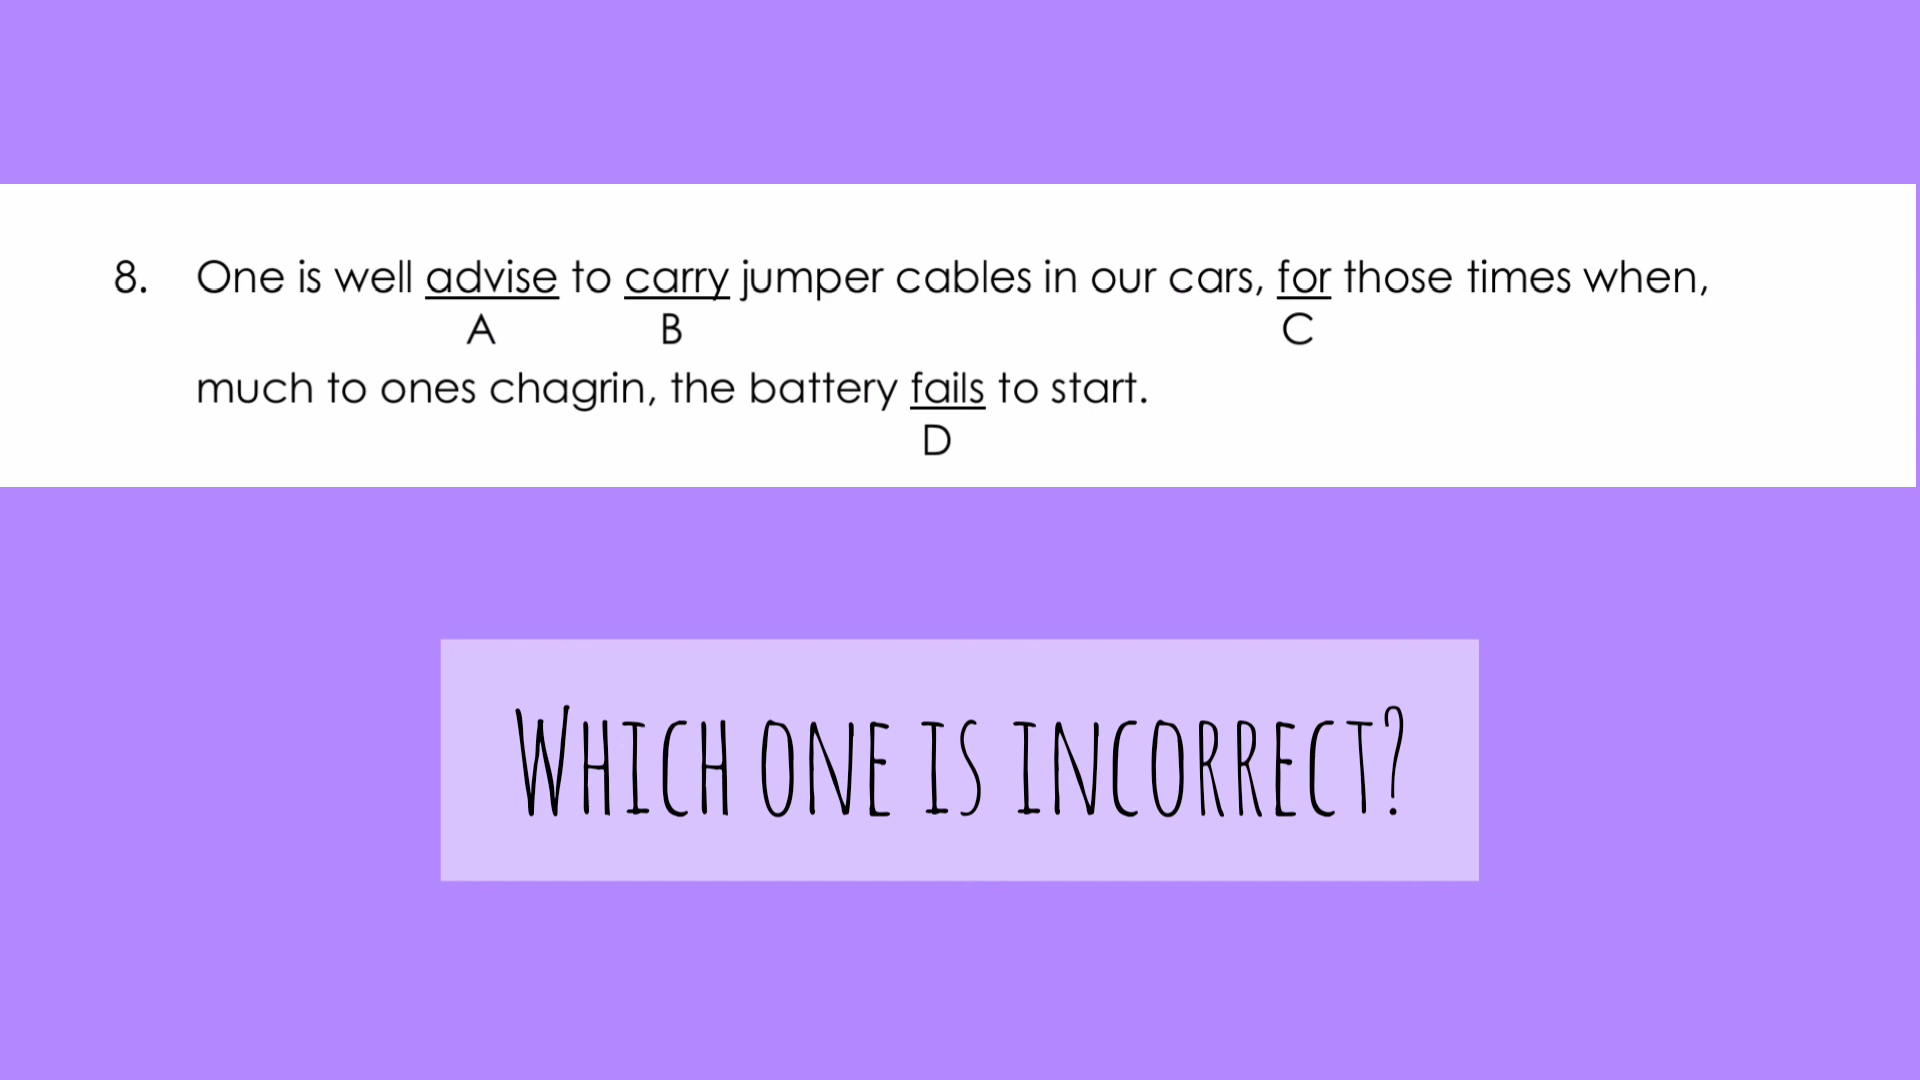 8. One is well advise to carry jumper cables in our cars, for those times when,
A B C
much to ones chagrin, the battery fails to start.
D
Which one is incorrect?